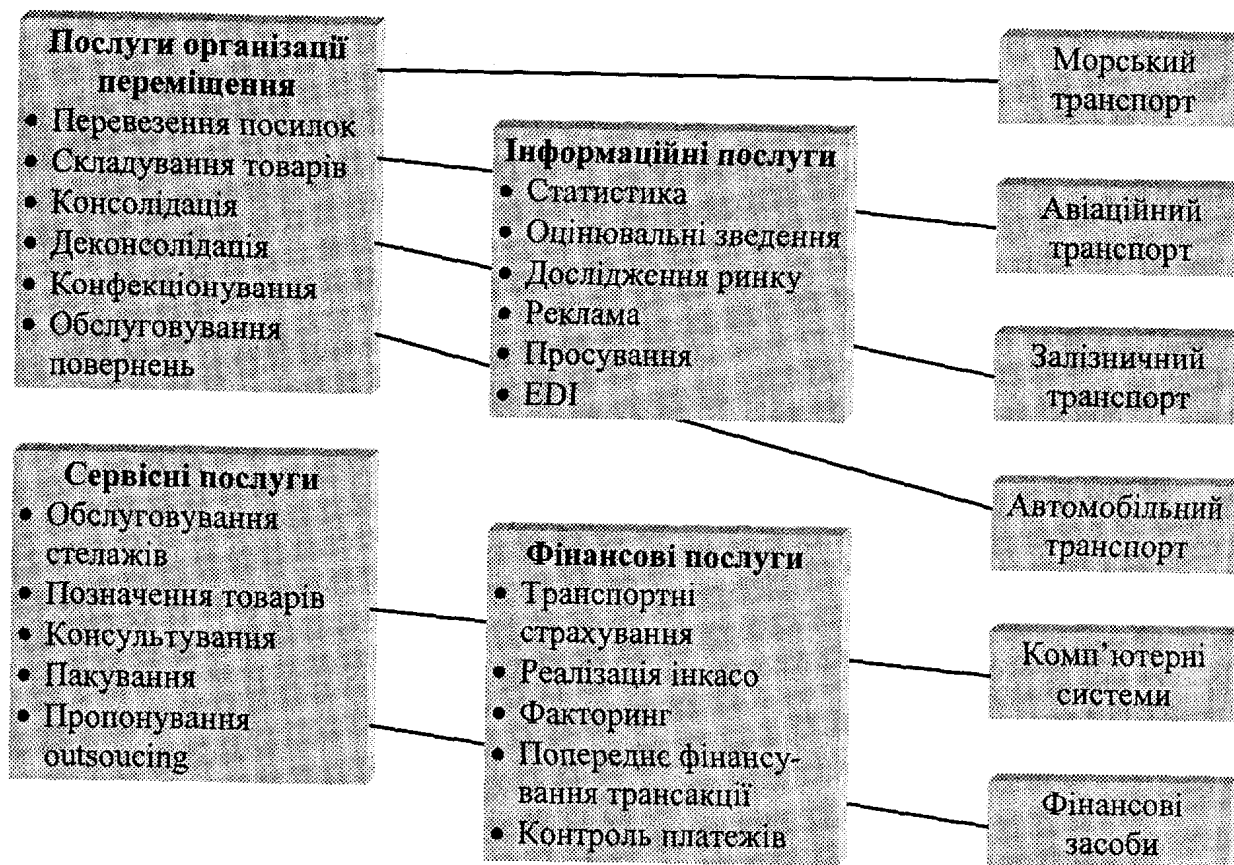 Послуги організації
переміщення
• Перевезення посилок
• Складування товарів
• Консолідація
• Деконсолідація
• Конфекціонування
• Обслуговування
повернень
Сервісні послуги
• Обслуговування
стелажів
• Позначення товарів
• Консультування
• Пакування
• Пропонування
outsoucing
Інформаційні послуги
• Статистика
• Оцінювальні зведення
• Дослідження ринку
• Реклама
• Просування
• EDI
Фінансові послуги
• Транспортні
страхування
• Реалізація інкасо
• Факторинг
• Попереднє фінансу-
вання трансакції
• Контроль платежів
Морський
транспорт
Авіаційний
транспорт
Залізничний
транспорт
Автомобільний
транспорт
Комп’ютерні
системи
Фінансові
засоби